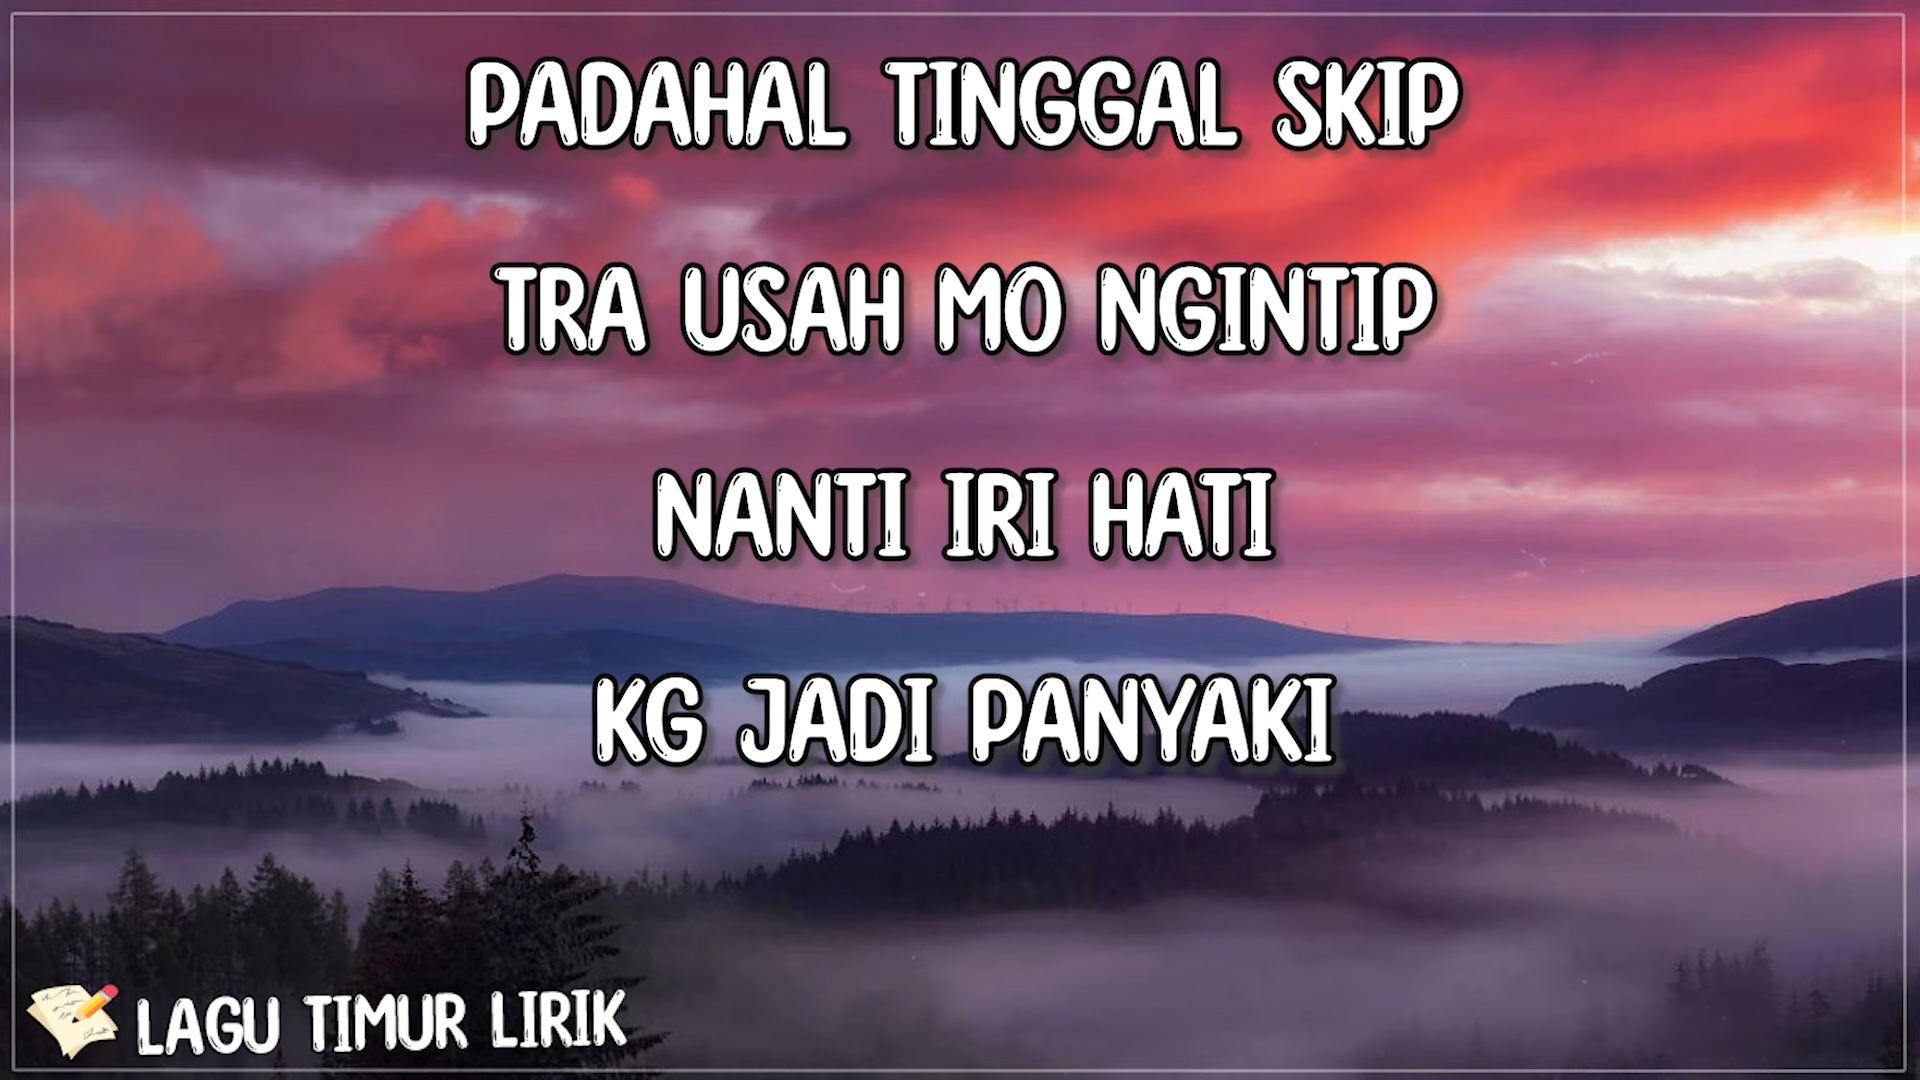 PADAHAL TINGGAL SKIP
TRA USAH MO NGINTIP
NANTI IRI HATI
KG JADI PANYAKI
LAGU TIMUR LIRIK